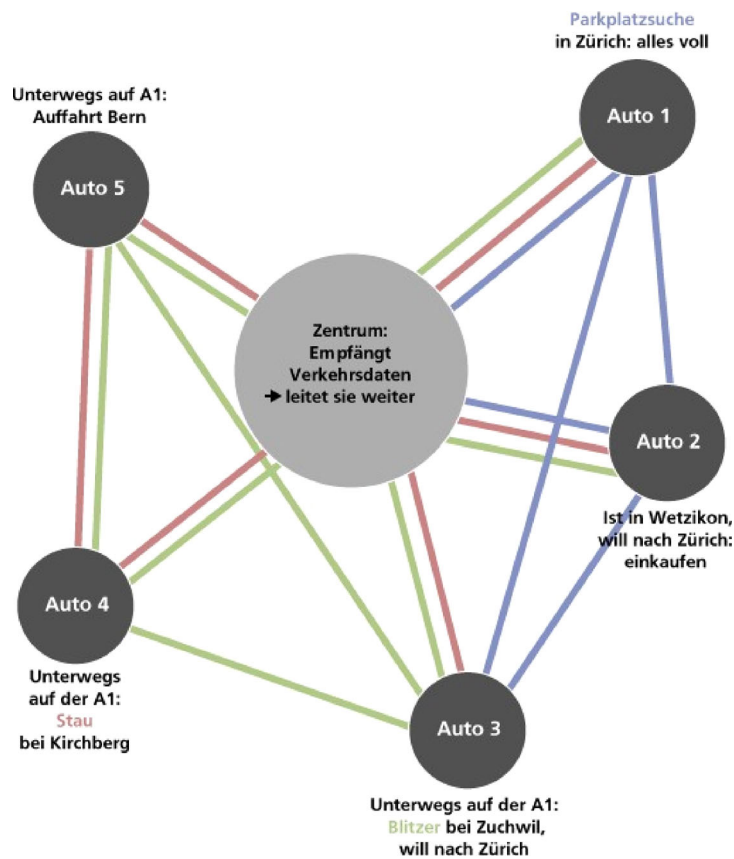 Parkplatzsuche
in Zürich: alles voll
Auto 1
Unterwegs auf A1:
Auffahrt Bern
Auto 5
Zentrum:
Empfängt
Verkehrsdaten
➔ leitet sie weiter
Auto 2
Ist in Wetzikon,
will nach Zürich:
einkaufen
Auto 4
Unterwegs
auf der A1:
Stau
bei Kirchberg
Auto 3
Unterwegs auf der A1:
Blitzer bei Zuchwil,
will nach Zürich